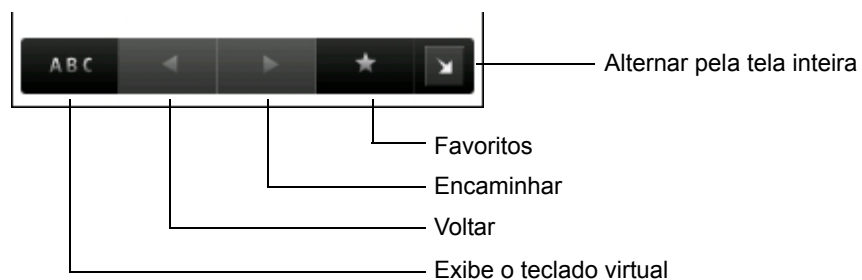 ABC
Alternar pela tela inteira
Favoritos
Encaminhar
Voltar
Exibe o teclado virtual